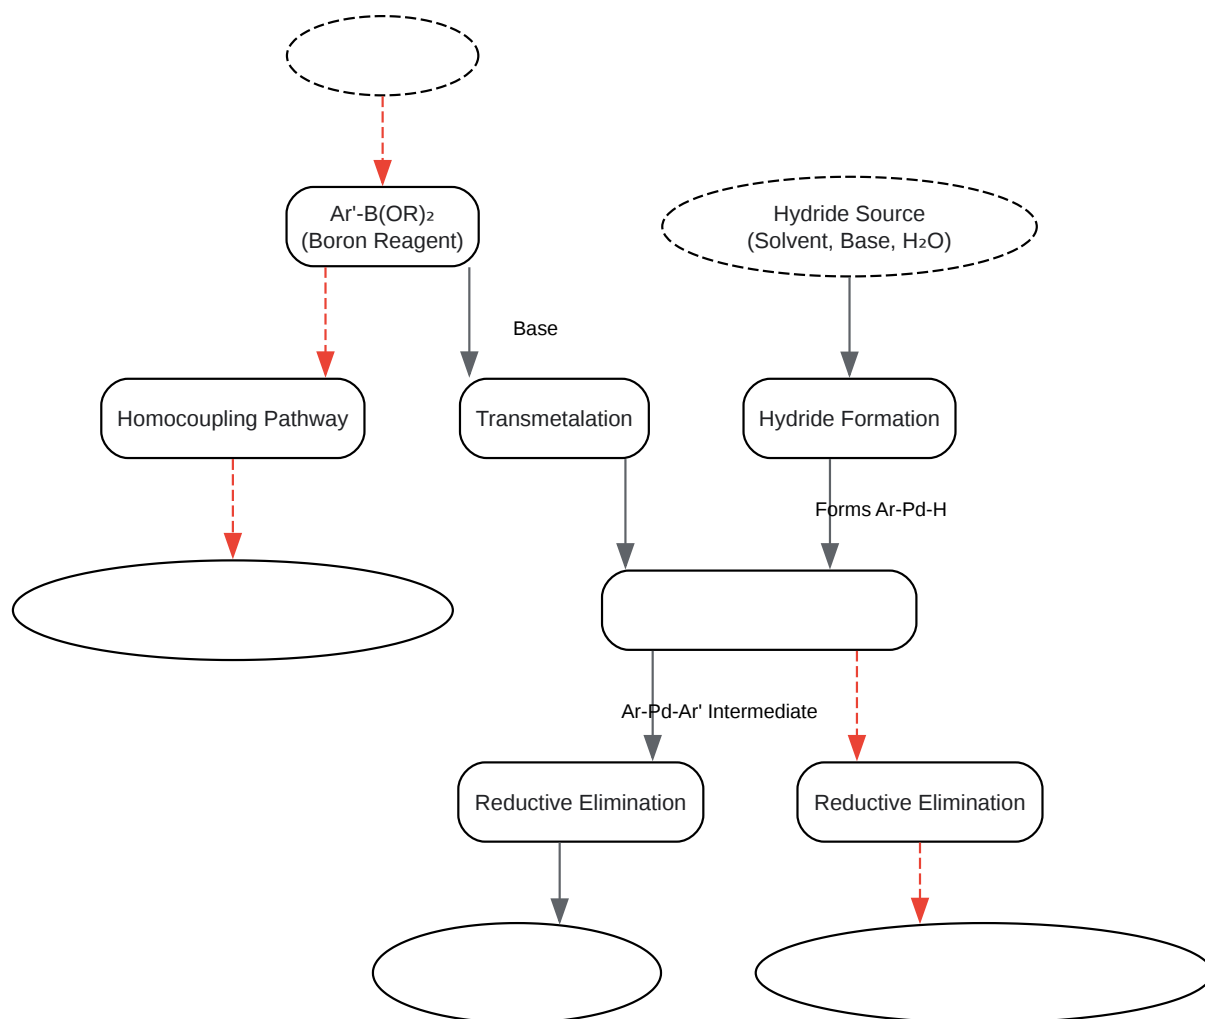 Ar'-B(OR)₂
(Boron Reagent)
Hydride Source
(Solvent, Base, H₂O)
Base
Homocoupling Pathway
Transmetalation
Hydride Formation
Forms Ar-Pd-H
Ar-Pd-Ar' Intermediate
Reductive Elimination
Reductive Elimination